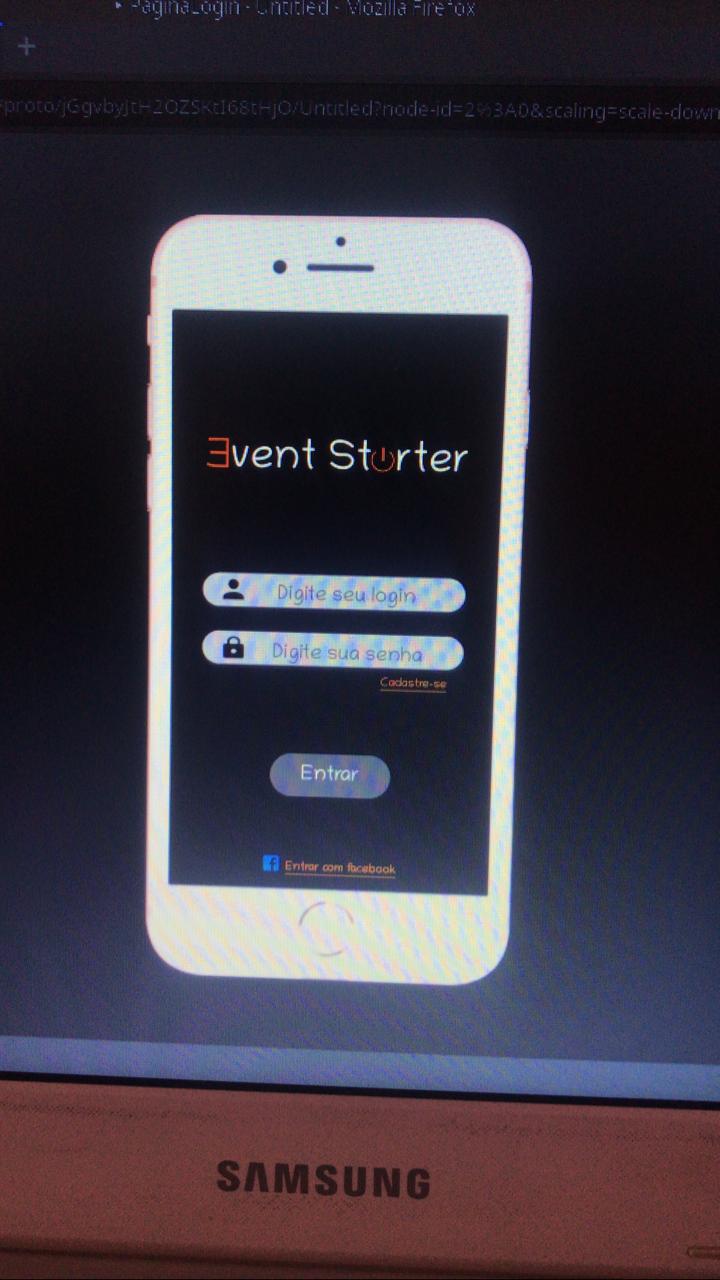 PaginaLogin - Untitled - Mozilla Firefox
+
proto/jGgvbyJtH2OZSKtI68tHjO/Untitled?node-id=2%3A0&scaling=scale-down
Event Starter
Digite seu login
Digite sua senha
Cadastre-se
Entrar
f Entrar com facebook
SAMSUNG